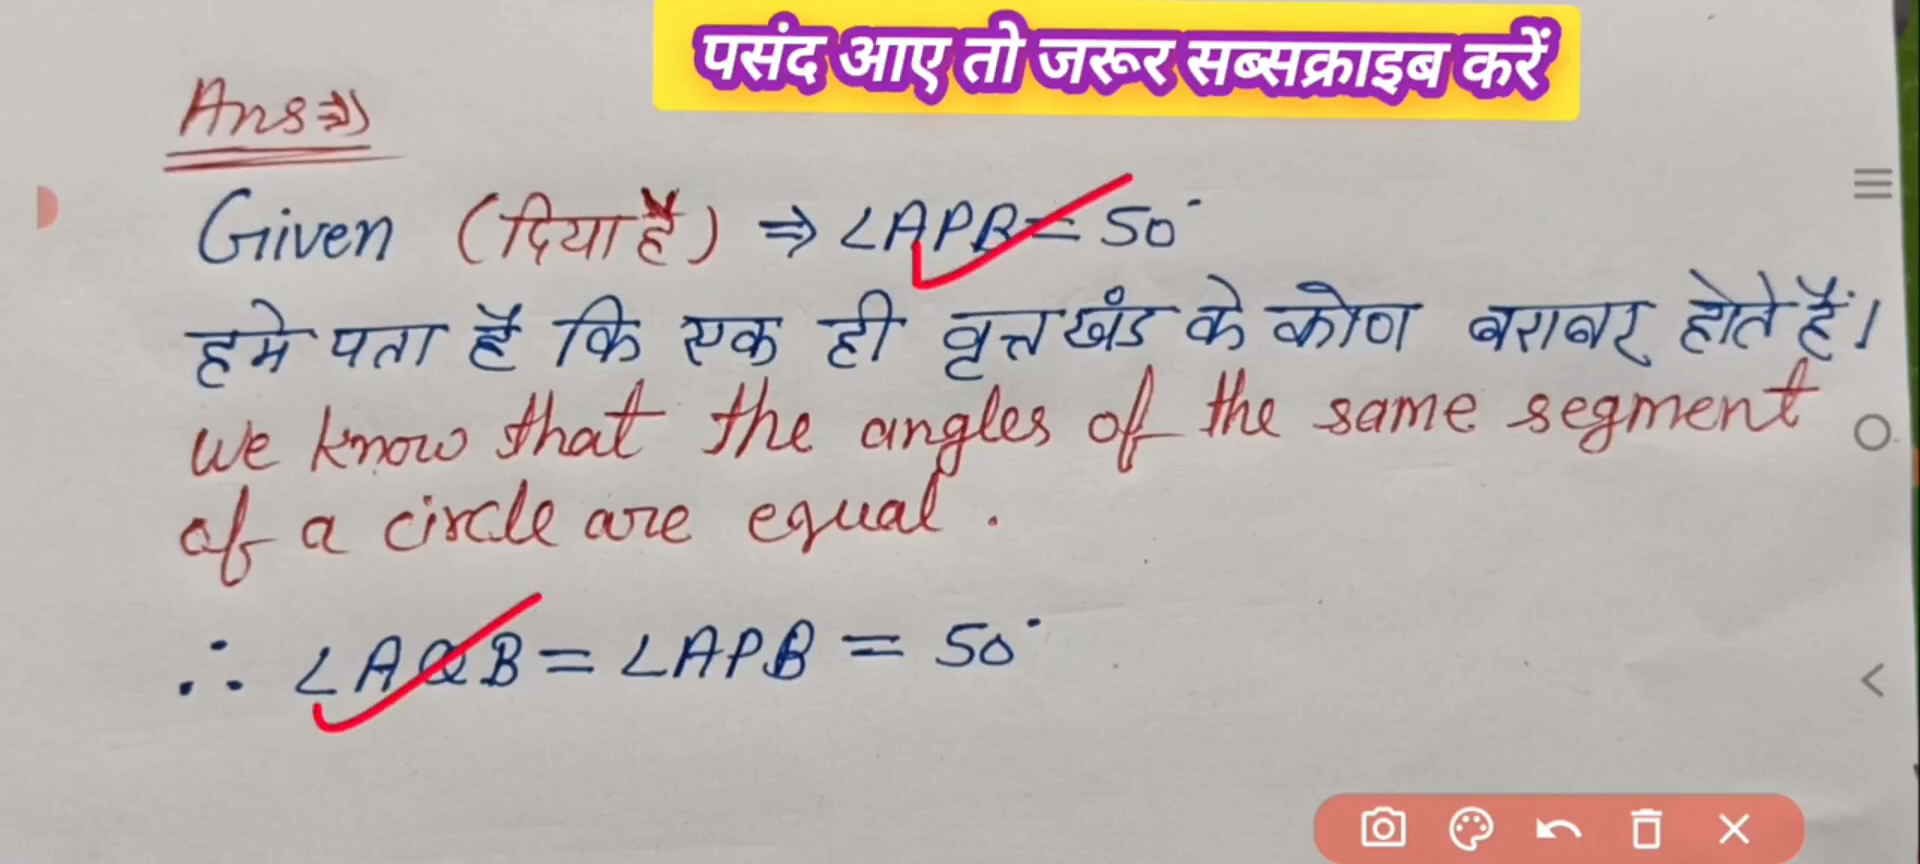 पसंद आए तो जरूर सब्सक्राइब करें
Ans ⇒
Given (दिया है) ⇒ ∠APB = 50°
हमे पता है कि एक ही वृत्तखंड के कोण बराबर होते हैं।
We know that the angles of the same segment
of a circle are equal.
∴ ∠AQB = ∠APB = 50°